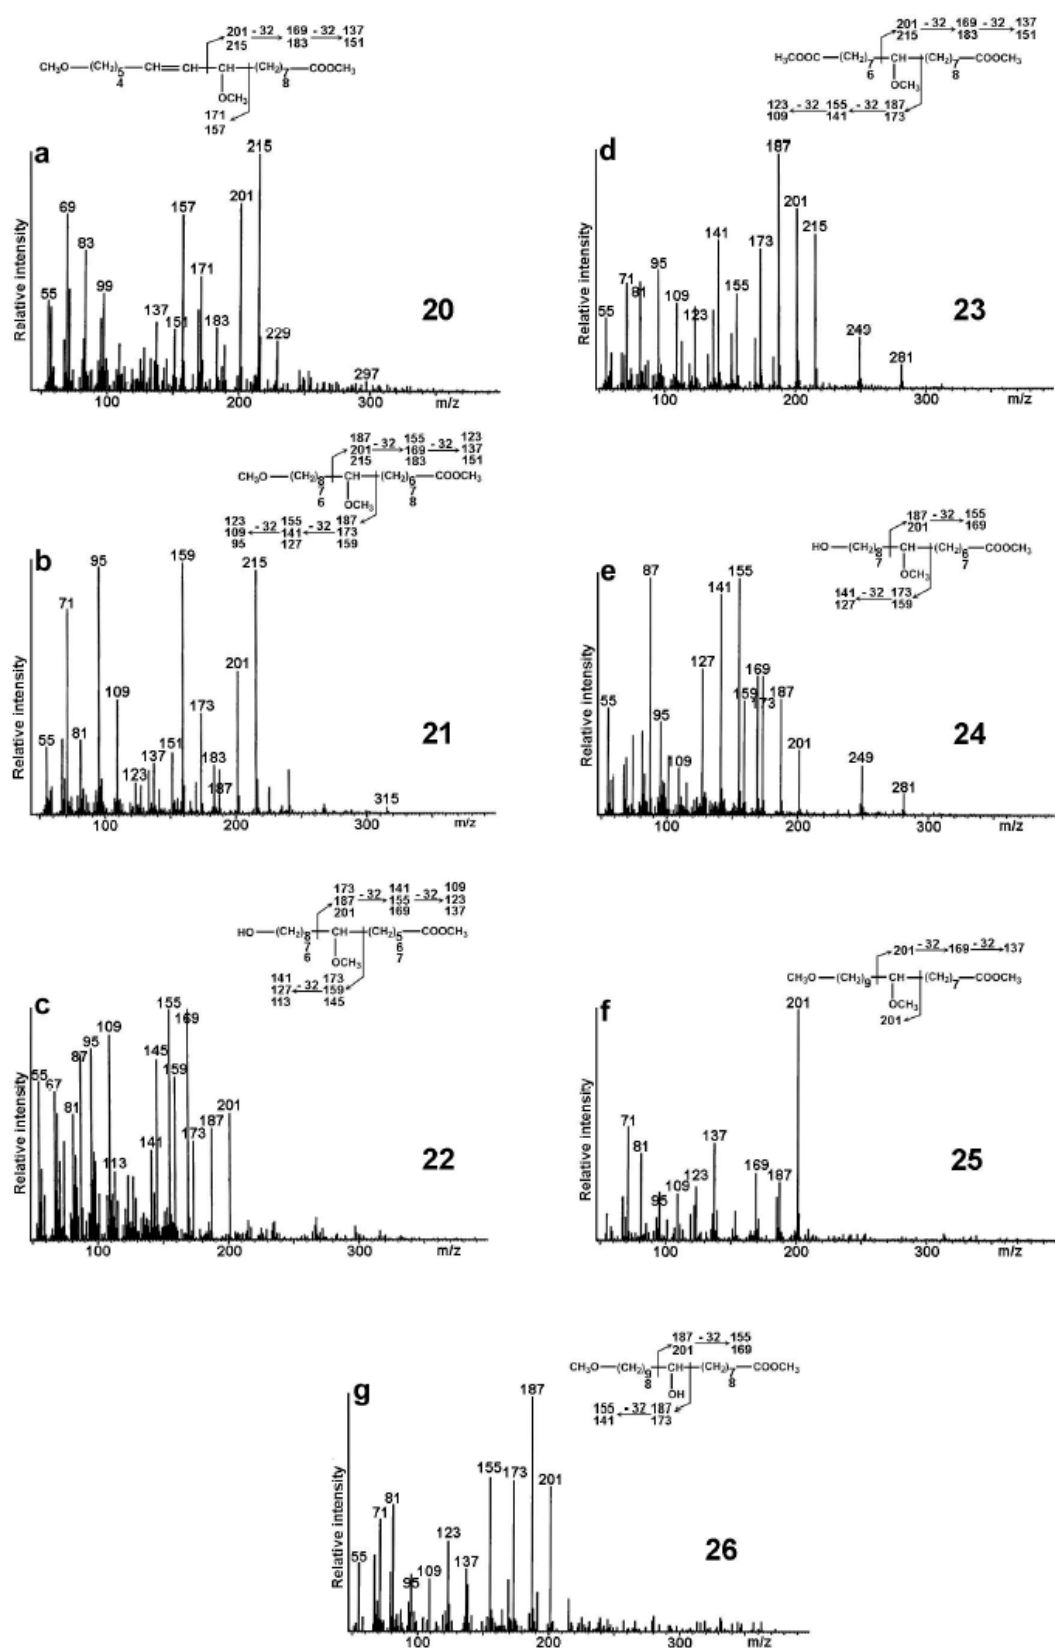 201 - 32 169 - 32 137
215 183 151
CH₃O—(CH₂)₅ CH=CH CH (CH₂)₇ COOCH₃
4 8
OCH₃
171
157
a
Relative intensity
55 69 83 99 137 151 157 171 183 201 215 229 297
20
100 200 300 m/z
201 - 32 169 - 32 137
215 183 151
H₃COOC (CH₂)₇ CH (CH₂)₇ COOCH₃
6 8
OCH₃
123 155 - 32 187
109 141 173
d
Relative intensity
55 71 81 95 109 123 141 155 173 187 201 215 249 281
23
100 200 300 m/z
187 155 123
201 - 32 169 - 32 137
215 183 151
CH₃O—(CH₂)₈ CH (CH₂)₆ COOCH₃
7 7
6 8
OCH₃
123 155 187
109 - 32 141 - 32 173
95 127 159
b
Relative intensity
55 71 81 95 109 123 137 151 159 173 183 187 201 215 315
21
100 200 300 m/z
187 - 32 155
201 169
HO—(CH₂)₈ CH (CH₂)₆ COOCH₃
7 7
OCH₃
141 - 32 173
127 159
e
Relative intensity
55 87 95 109 127 141 155 159 169 173 187 201 249 281
24
100 200 300 m/z
173 141 109
187 - 32 155 - 32 123
201 169 137
HO—(CH₂)₈ CH (CH₂)₅ COOCH₃
7 6
6 7
OCH₃
141 173
127 - 32 159
113 145
c
Relative intensity
55 67 81 87 95 109 113 141 145 155 159 169 173 187 201
22
100 200 300 m/z
201 - 32 169 - 32 137
CH₃O—(CH₂)₉ CH (CH₂)₇ COOCH₃
OCH₃
201
f
Relative intensity
71 81 95 109 123 137 169 187 201
25
100 200 300 m/z
187 - 32 155
201 169
CH₃O—(CH₂)₉ CH (CH₂)₇ COOCH₃
8 8
OH
155 - 32 187
141 173
g
Relative intensity
55 71 81 95 109 123 137 155 173 187 201
26
100 200 300 m/z